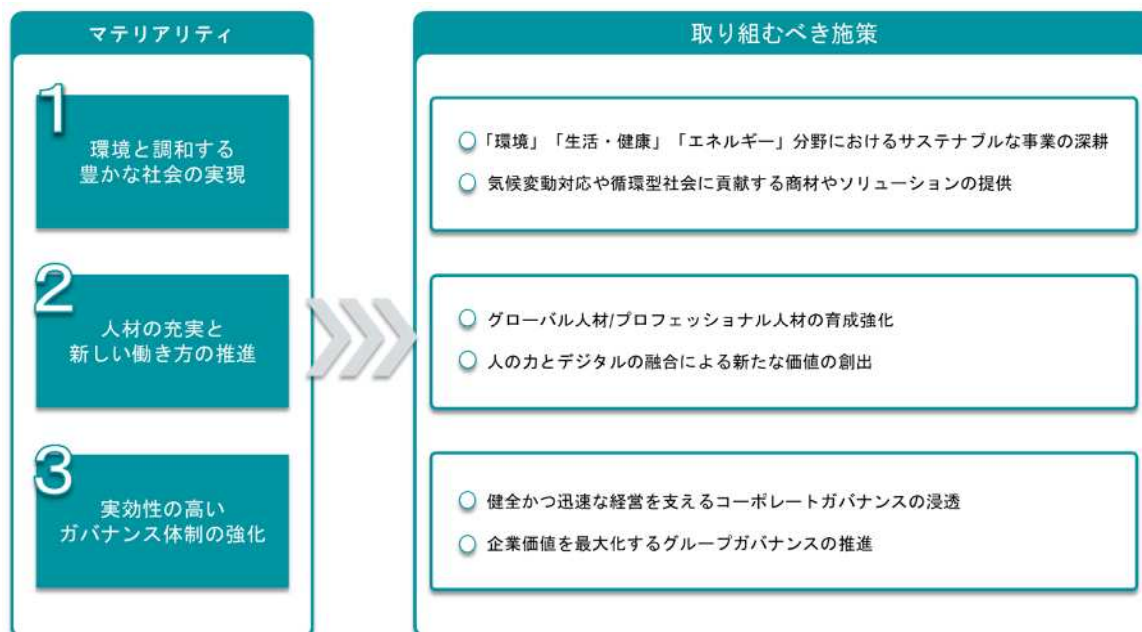 マテリアリティ
取り組むべき施策
1
環境と調和する
豊かな社会の実現
「環境」「生活・健康」「エネルギー」分野におけるサステナブルな事業の深耕
気候変動対応や循環型社会に貢献する商材やソリューションの提供
2
人材の充実と
新しい働き方の推進
グローバル人材/プロフェッショナル人材の育成強化
人の力とデジタルの融合による新たな価値の創出
3
実効性の高い
ガバナンス体制の強化
健全かつ迅速な経営を支えるコーポレートガバナンスの浸透
企業価値を最大化するグループガバナンスの推進